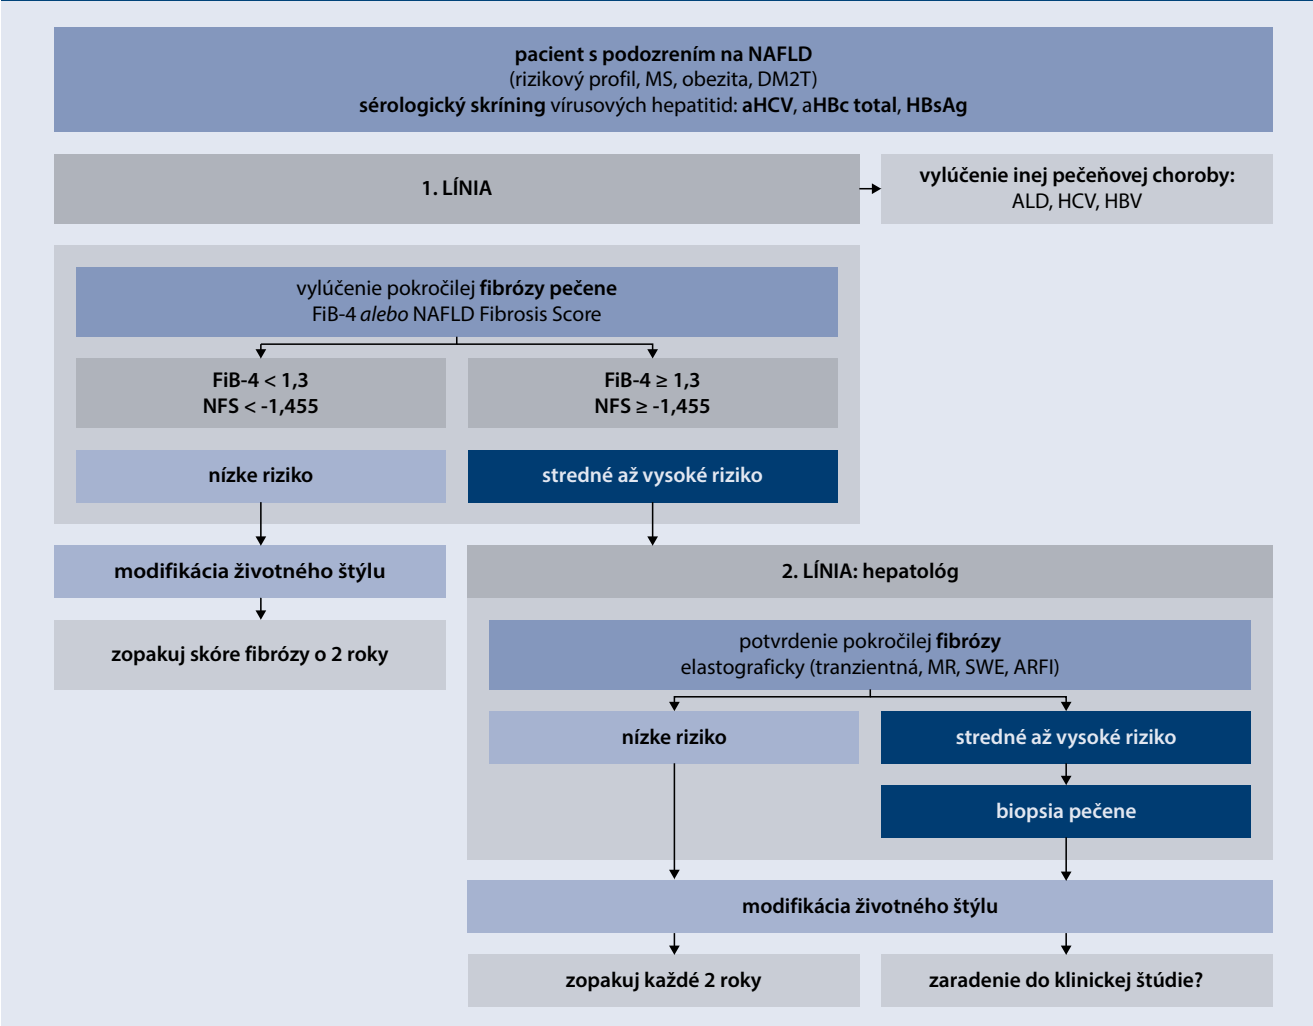 pacient s podozrením na NAFLD
(rizikový profil, MS, obezita, DM2T)
sérologický skríning vírusových hepatitid: aHCV, aHBc total, HBsAg
1. LÍNIA
vylúčenie inej pečeňovej choroby:
ALD, HCV, HBV
vylúčenie pokročilej fibrózy pečene
FiB-4 alebo NAFLD Fibrosis Score
FiB-4 < 1,3
NFS < -1,455
FiB-4 ≥ 1,3
NFS ≥ -1,455
nízke riziko
stredné až vysoké riziko
modifikácia životného štýlu
zopakuj skóre fibrózy o 2 roky
2. LÍNIA: hepatológ
potvrdenie pokročilej fibrózy
elastograficky (tranzientná, MR, SWE, ARFI)
nízke riziko
stredné až vysoké riziko
biopsia pečene
modifikácia životného štýlu
zopakuj každé 2 roky
zaradenie do klinickej štúdie?